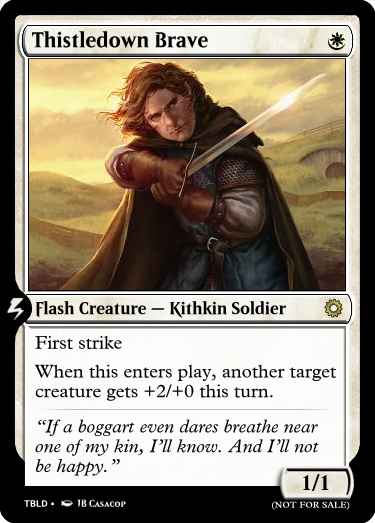 Thistledown Brave
Flash Creature — Kithkin Soldier
First strike
When this enters play, another target
creature gets +2/+0 this turn.
“If a boggart even dares breathe near
one of my kin, I’ll know. And I’ll not
be happy.”
1/1
TBLD • JB Casacop
(NOT FOR SALE)